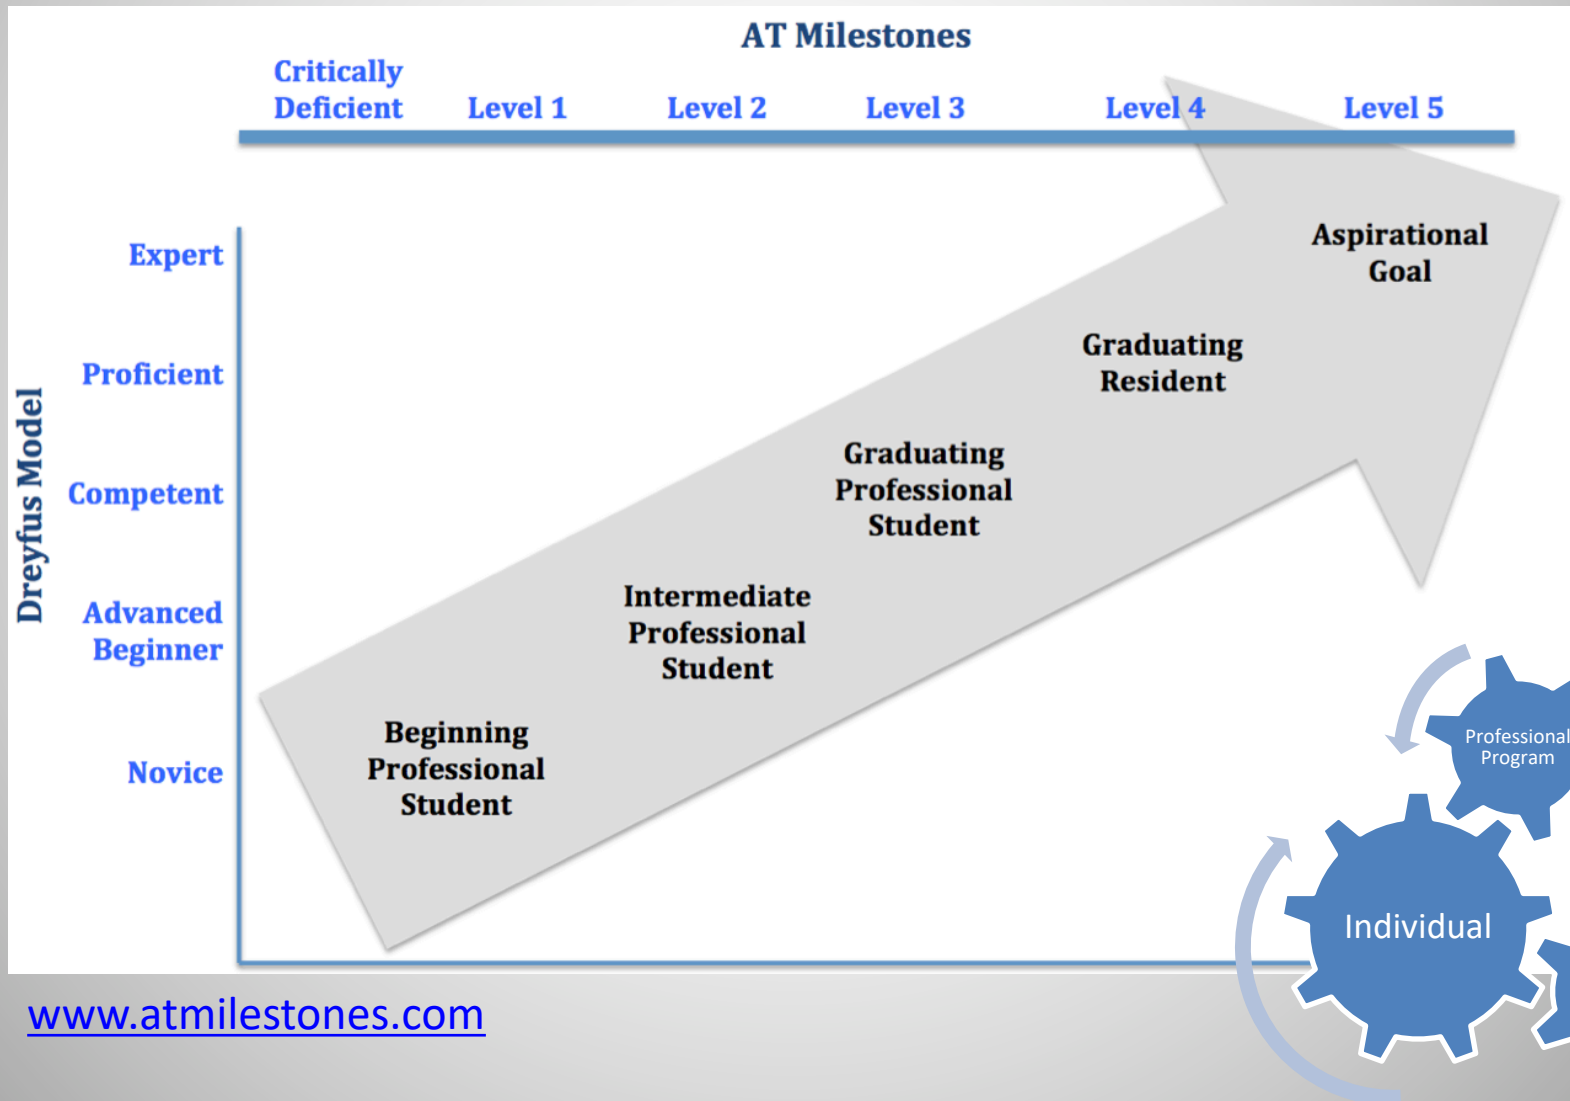 AT Milestones
Critically
Deficient
Level 1
Level 2
Level 3
Level 4
Level 5
Dreyfus Model
Expert
Proficient
Competent
Advanced
Beginner
Novice
Aspirational
Goal
Graduating
Resident
Graduating
Professional
Student
Intermediate
Professional
Student
Beginning
Professional
Student
Professional
Program
Individual
www.atmilestones.com